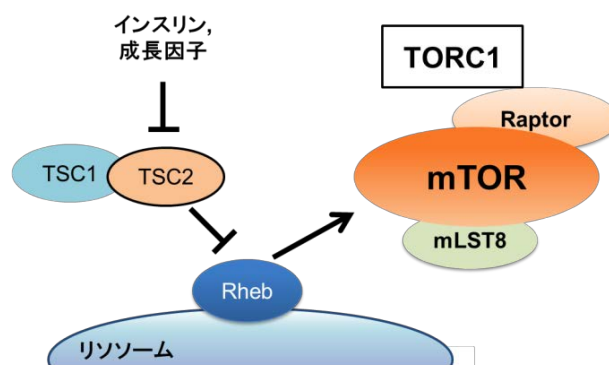 インスリン,
成長因子
TORC1
Raptor
mTOR
mLST8
TSC1
TSC2
Rheb
リソソーム